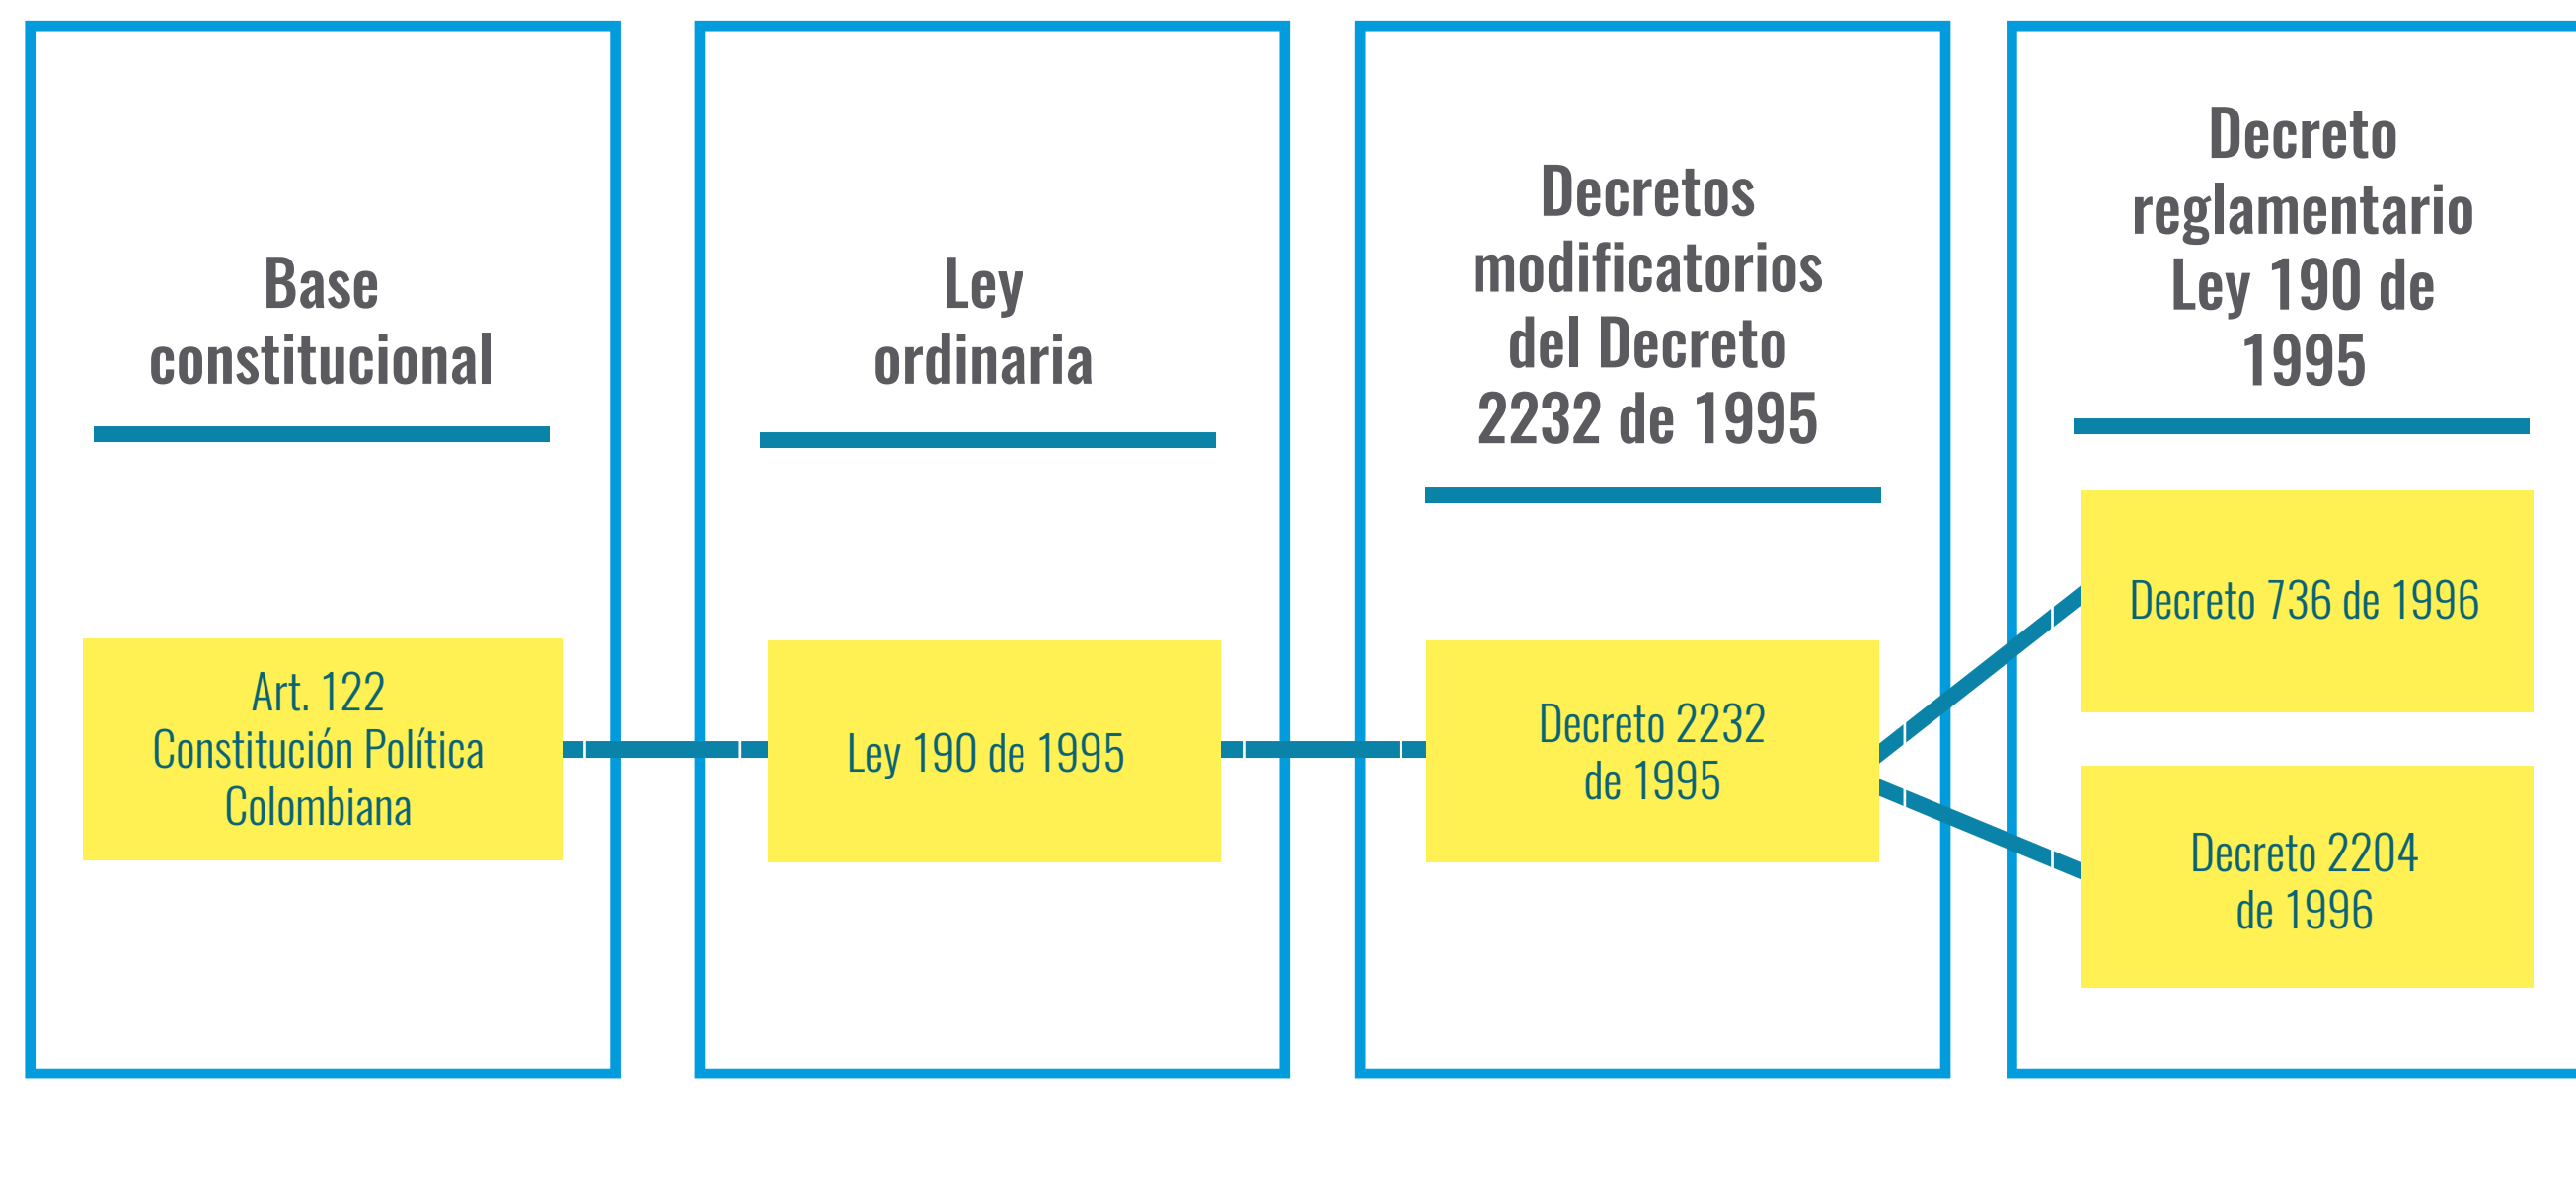 Base
constitucional
Art. 122
Constitución Política
Colombiana
Ley
ordinaria
Ley 190 de 1995
Decretos
modificatorios
del Decreto
2232 de 1995
Decreto 2232
de 1995
Decreto
reglamentario
Ley 190 de
1995
Decreto 736 de 1996
Decreto 2204
de 1996